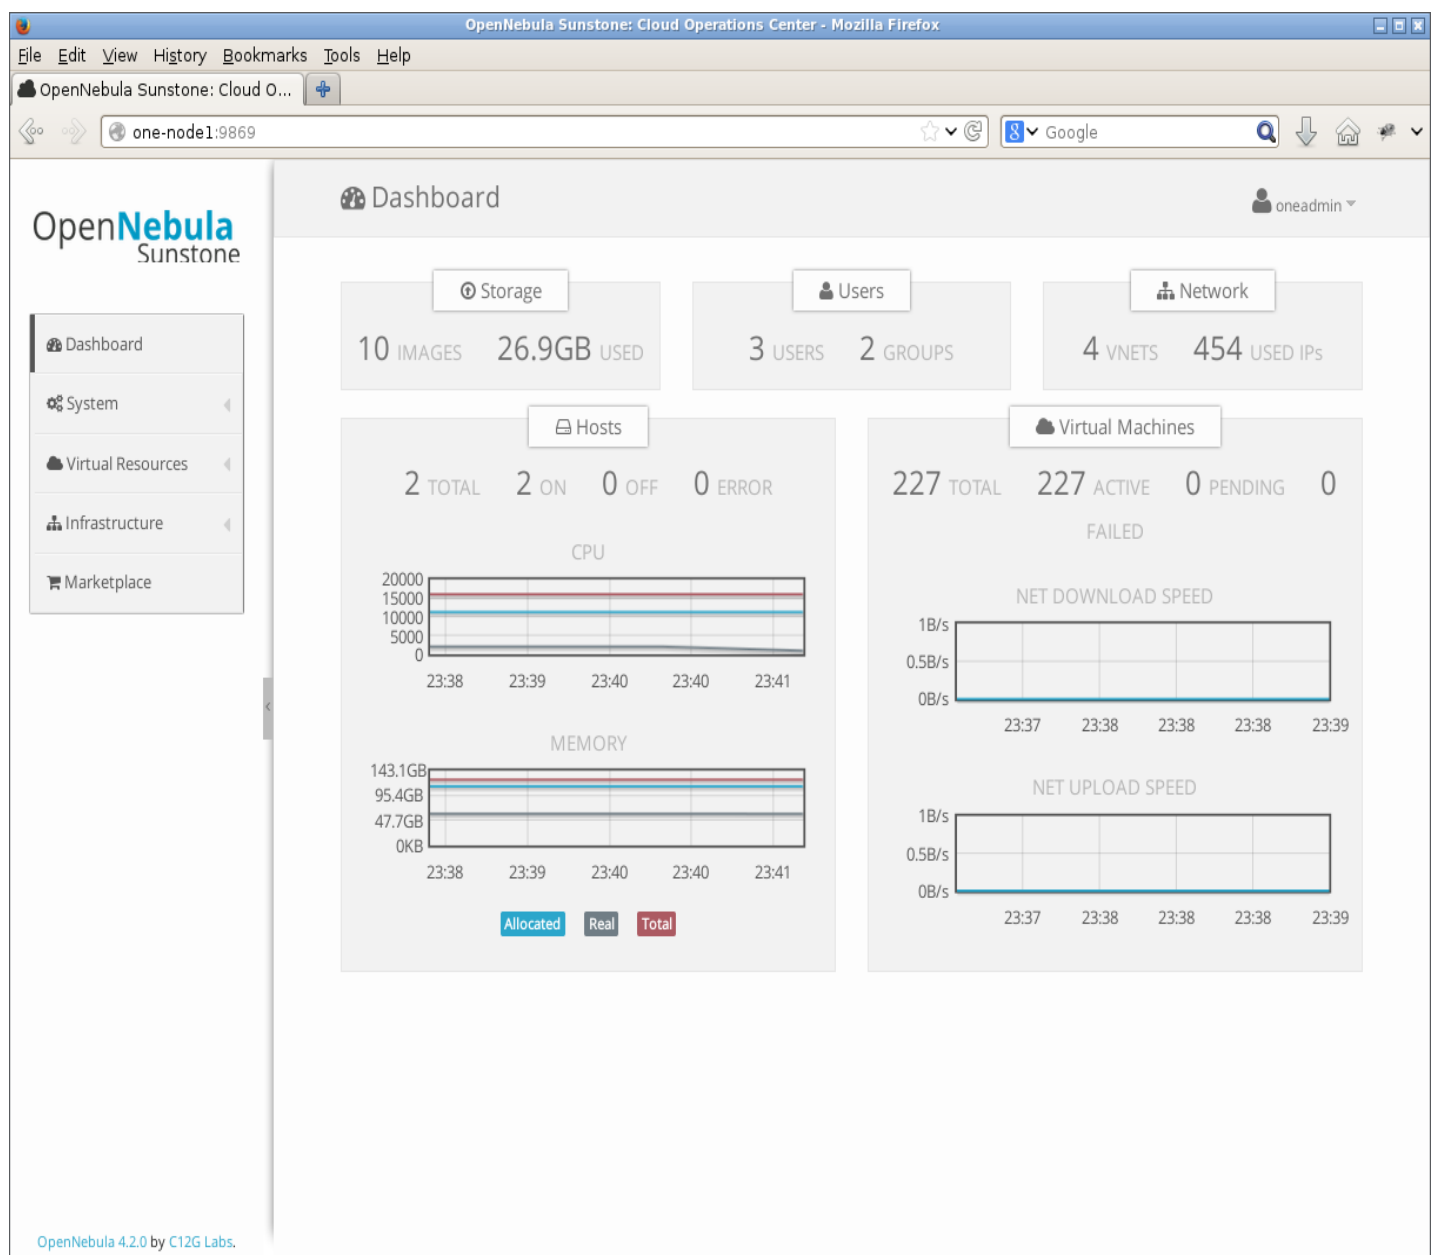 OpenNebula Sunstone: Cloud Operations Center - Mozilla Firefox
File Edit View History Bookmarks Tools Help
OpenNebula Sunstone: Cloud O...
one-node1:9869
Google
OpenNebula
Sunstone
Dashboard
System
Virtual Resources
Infrastructure
Marketplace
OpenNebula 4.2.0 by C12G Labs.
Dashboard
oneadmin
Storage
10 IMAGES 26.9GB USED
Users
3 USERS 2 GROUPS
Network
4 VNETS 454 USED IPs
Hosts
2 TOTAL 2 ON 0 OFF 0 ERROR
CPU
20000
15000
10000
5000
0
23:38 23:39 23:40 23:40 23:41
MEMORY
143.1GB
95.4GB
47.7GB
0KB
23:38 23:39 23:40 23:40 23:41
Allocated Real Total
Virtual Machines
227 TOTAL 227 ACTIVE 0 PENDING 0
FAILED
NET DOWNLOAD SPEED
1B/s
0.5B/s
0B/s
23:37 23:38 23:38 23:38 23:39
NET UPLOAD SPEED
1B/s
0.5B/s
0B/s
23:37 23:38 23:38 23:38 23:39